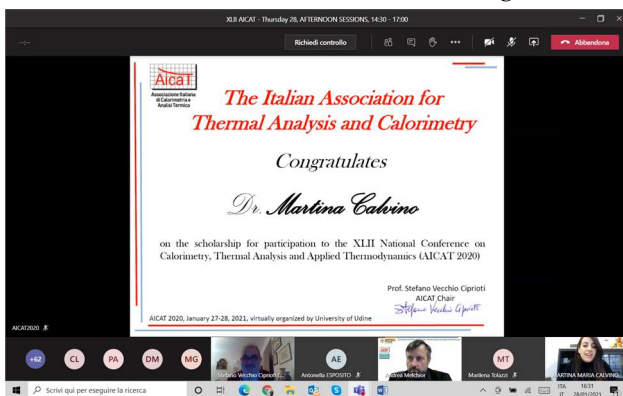 XLII AICAT - Thursday 28, AFTERNOON SESSIONS, 14:30 - 17:00
--:--
Richiedi controllo
Abbandona
AicaT
Associazione Italiana
di Calorimetria e
Analisi Termica
The Italian Association for
Thermal Analysis and Calorimetry
Congratulates
Dr. Martina Calvino
on the scholarship for participation to the XLII National Conference on
Calorimetry, Thermal Analysis and Applied Thermodynamics (AICAT 2020)
Prof. Stefano Vecchio Ciprioti
AICAT Chair
Stefano Vecchio Ciprioti
AICAT 2020, January 27-28, 2021, virtually organized by University of Udine
AICAT2020
+62
CL
PA
DM
MG
AE
MT
Stefano Vecchio Ciprioti
Antonella ESPOSITO
Andrea Melchior
Marilena Tolazzi
MARTINA MARIA CALVINO
Scrivi qui per eseguire la ricerca
ITA
IT
16:31
28/01/2021